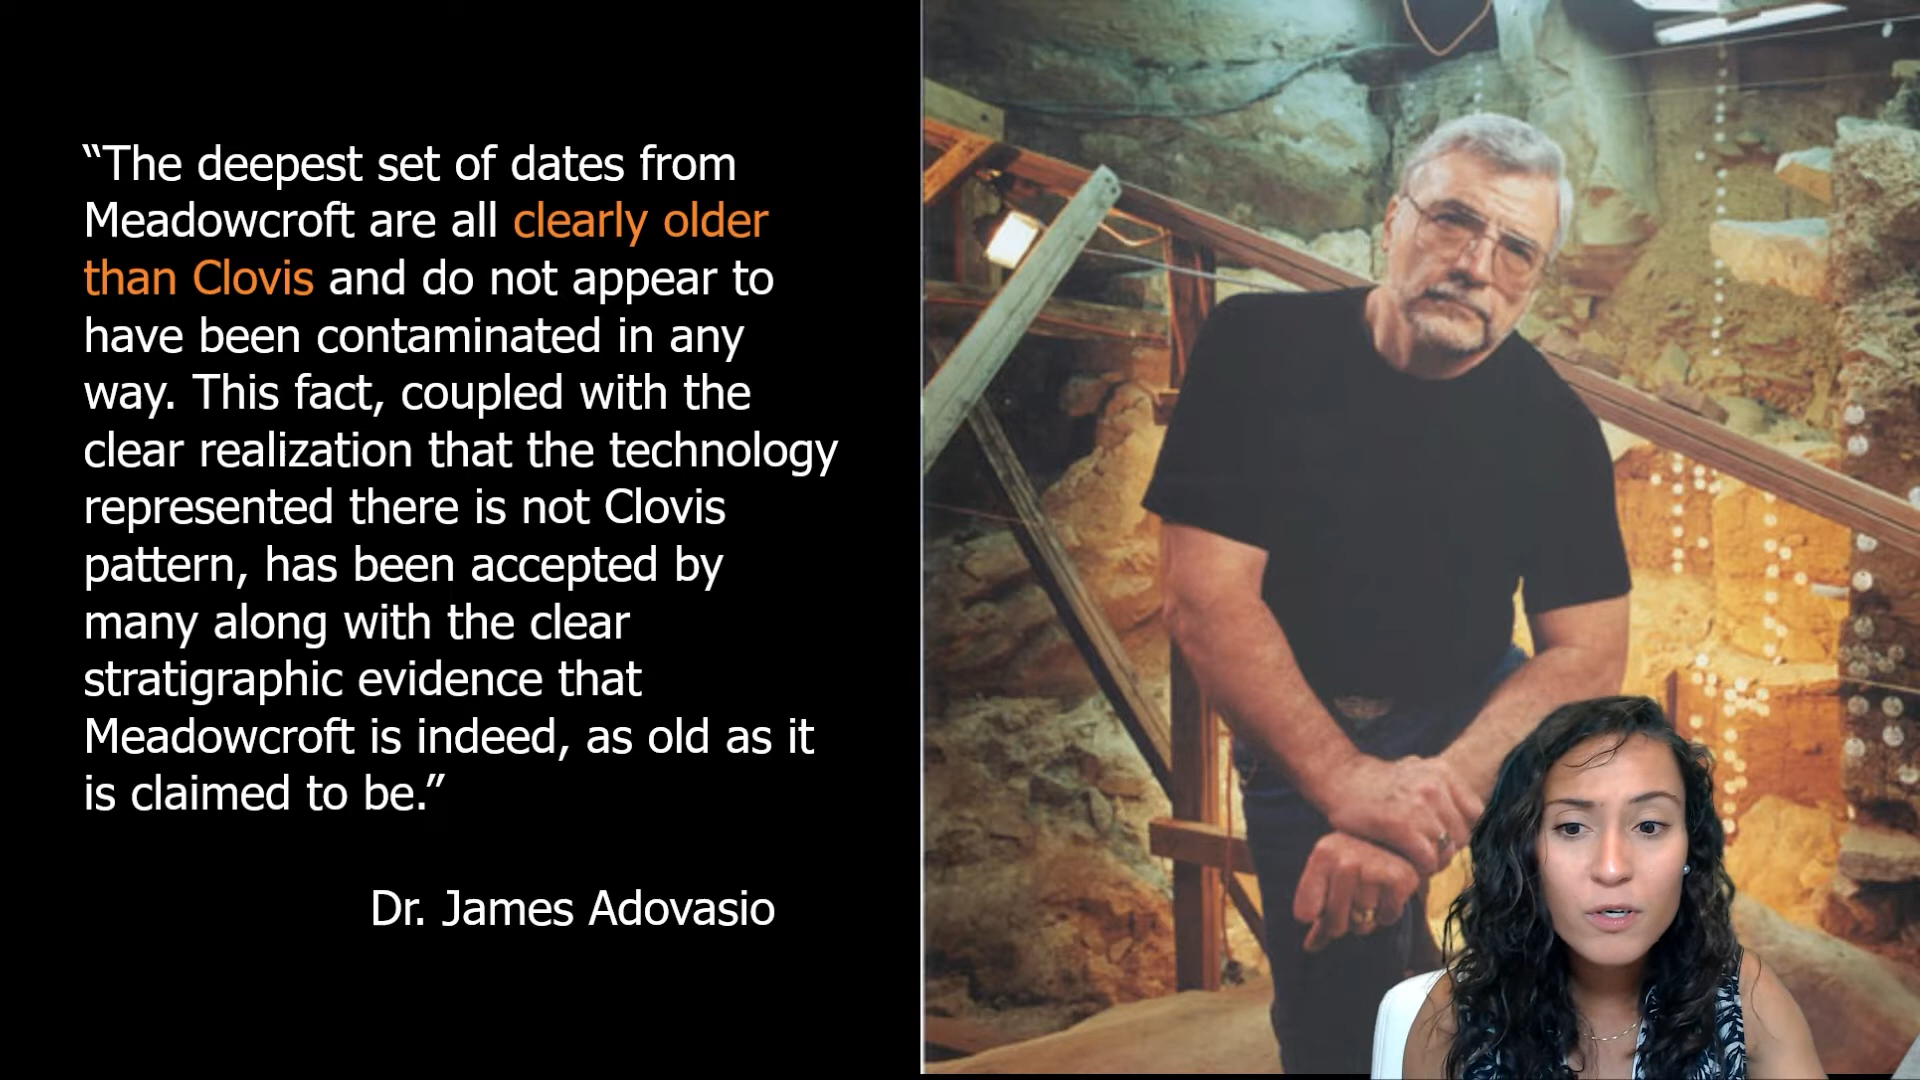 “The deepest set of dates from
Meadowcroft are all clearly older
than Clovis and do not appear to
have been contaminated in any
way. This fact, coupled with the
clear realization that the technology
represented there is not Clovis
pattern, has been accepted by
many along with the clear
stratigraphic evidence that
Meadowcroft is indeed, as old as it
is claimed to be.”
Dr. James Adovasio